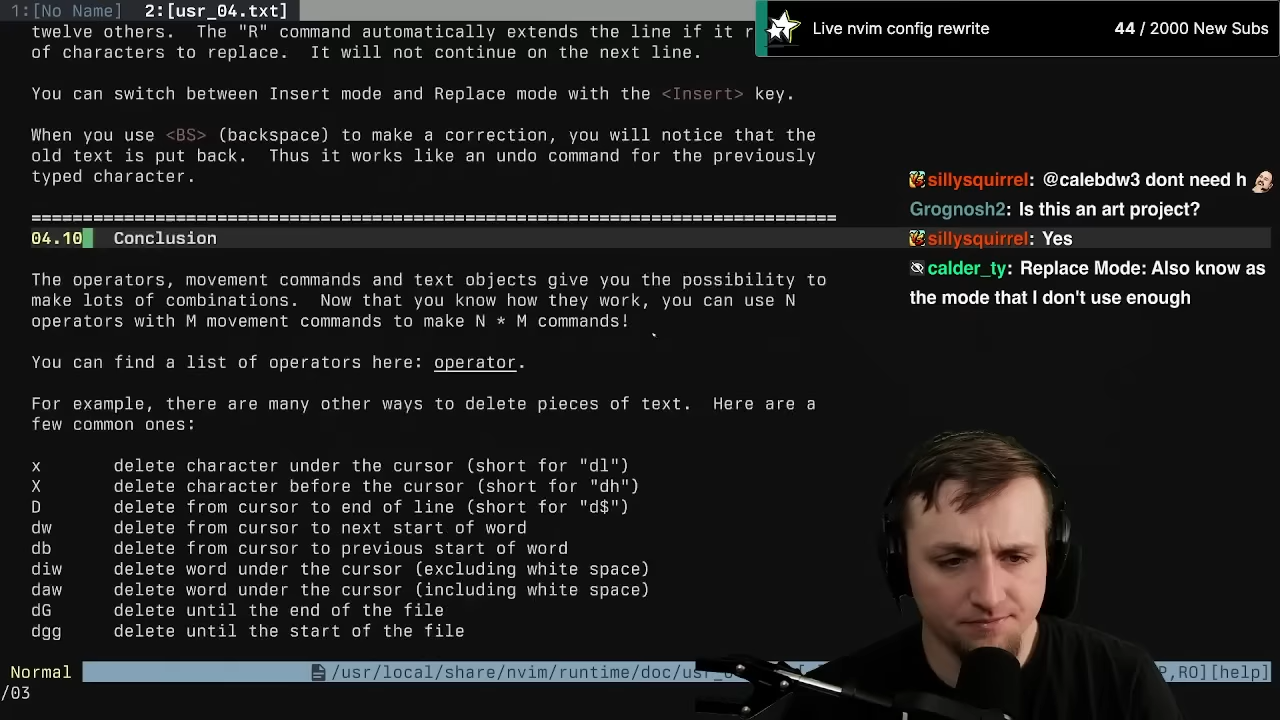 1:[No Name]  2:[usr_04.txt]
Live nvim config rewrite
44 / 2000 New Subs
twelve others.  The "R" command automatically extends the line if it
of characters to replace.  It will not continue on the next line.
You can switch between Insert mode and Replace mode with the <Insert> key.
When you use <BS> (backspace) to make a correction, you will notice that the
old text is put back.  Thus it works like an undo command for the previously
typed character.
==============================================================================
04.10   Conclusion
The operators, movement commands and text objects give you the possibility to
make lots of combinations.  Now that you know how they work, you can use N
operators with M movement commands to make N * M commands!
You can find a list of operators here: operator.
For example, there are many other ways to delete pieces of text.  Here are a
few common ones:
x       delete character under the cursor (short for "dl")
X       delete character before the cursor (short for "dh")
D       delete from cursor to end of line (short for "d$")
dw      delete from cursor to next start of word
db      delete from cursor to previous start of word
diw     delete word under the cursor (excluding white space)
daw     delete word under the cursor (including white space)
dG      delete until the end of the file
dgg     delete until the start of the file
sillysquirrel: @calebdw3 dont need h
Grognosh2: Is this an art project?
sillysquirrel: Yes
calder_ty: Replace Mode: Also know as
the mode that I don't use enough
Normal
/usr/local/share/nvim/runtime/doc/usr_
P,RO][help]
/03